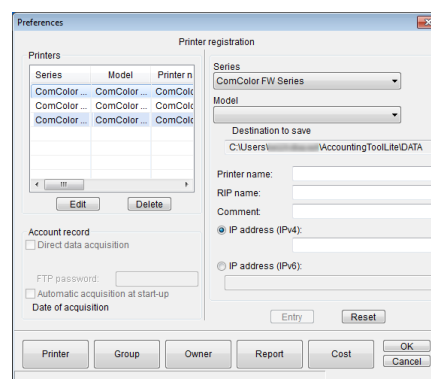 Preferences
Printer registration
Printers
Series Model Printer n
ComColor ... ComColor ... ComColo
ComColor ... ComColor ... ComColo
ComColor ... ComColor ... ComColo
Edit Delete
Account record
Direct data acquisition
FTP password:
Automatic acquisition at start-up
Date of acquisition
Series
ComColor FW Series
Model
Destination to save
C:\Users\ \AccountingToolLite\DATA
Printer name:
RIP name:
Comment:
IP address (IPv4):
IP address (IPv6):
Entry Reset
Printer Group Owner Report Cost OK
Cancel